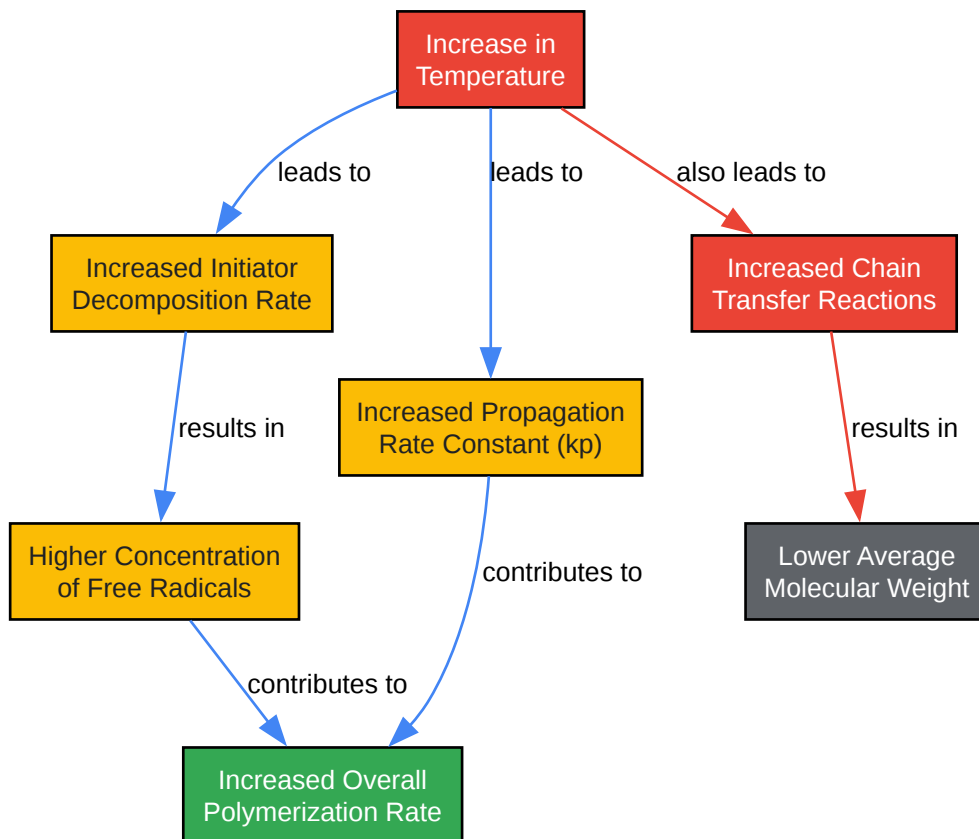 Increase in
Temperature
leads to
leads to
also leads to
Increased Initiator
Decomposition Rate
Increased Chain
Transfer Reactions
Increased Propagation
Rate Constant (kp)
results in
results in
Higher Concentration
of Free Radicals
Lower Average
Molecular Weight
contributes to
contributes to
Increased Overall
Polymerization Rate